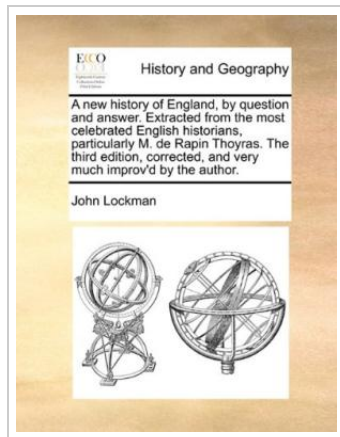 ECCO
History and Geography
A new history of England, by question
and answer. Extracted from the most
celebrated English historians,
particularly M. de Rapin Thoyras. The
third edition, corrected, and very
much improv'd by the author.
John Lockman